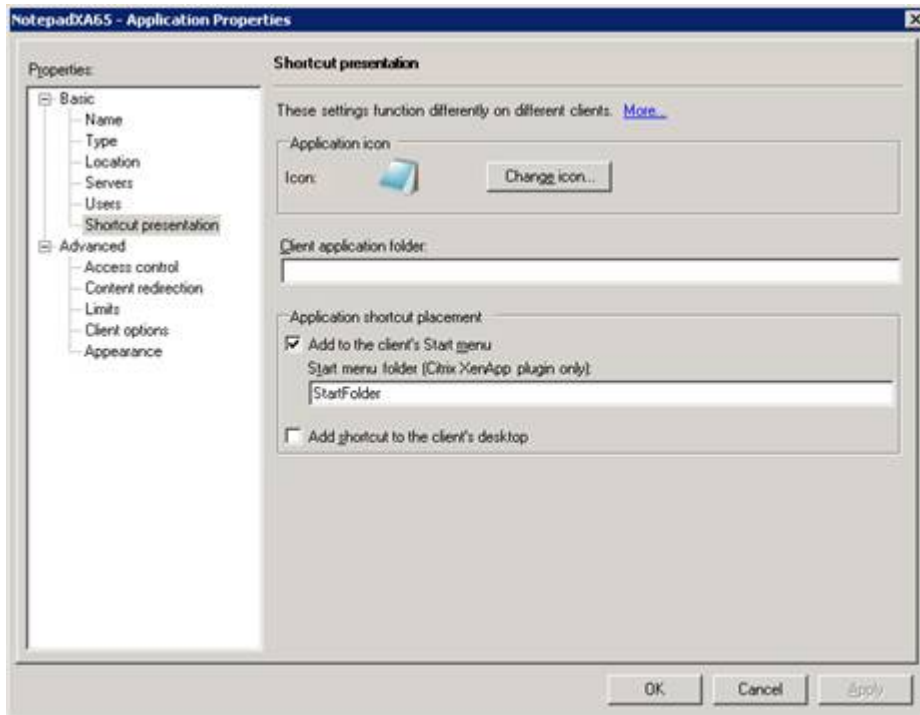 NotepadXA65 - Application Properties
Properties:
Basic
Name
Type
Location
Servers
Users
Shortcut presentation
Advanced
Access control
Content redirection
Limits
Client options
Appearance
Shortcut presentation
These settings function differently on different clients. More...
Application icon
Icon: Change icon...
Client application folder:
Application shortcut placement
Add to the client's Start menu
Start menu folder (Citrix XenApp plugin only):
StartFolder
Add shortcut to the client's desktop
OK Cancel Apply